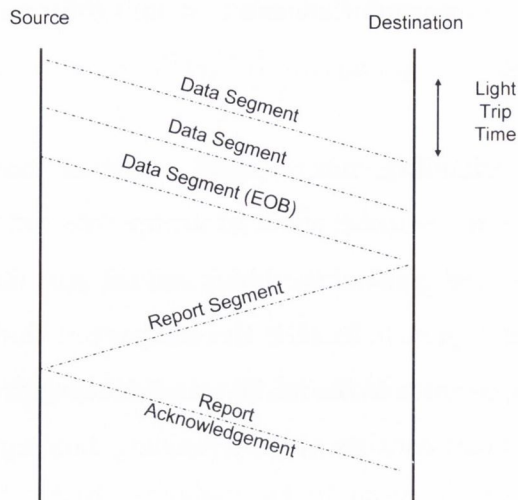 Source
Destination
Light
Trip
Time
Data Segment
Data Segment
Data Segment (EOB)
Report Segment
Report
Acknowledgement